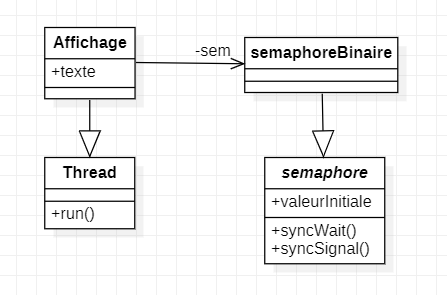 Affichage
+texte
-sem
semaphoreBinaire
Thread
+run()
semaphore
+valeurInitiale
+syncWait()
+syncSignal()